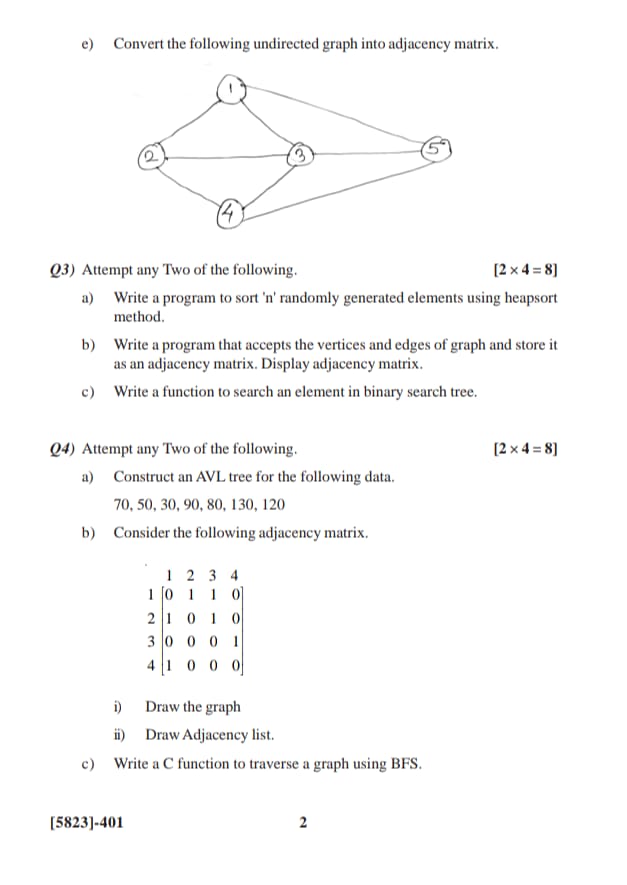 e) Convert the following undirected graph into adjacency matrix.
1
2
3
5
4
Q3) Attempt any Two of the following. [2 × 4 = 8]
a) Write a program to sort 'n' randomly generated elements using heapsort
method.
b) Write a program that accepts the vertices and edges of graph and store it
as an adjacency matrix. Display adjacency matrix.
c) Write a function to search an element in binary search tree.
Q4) Attempt any Two of the following. [2 × 4 = 8]
a) Construct an AVL tree for the following data.
70, 50, 30, 90, 80, 130, 120
b) Consider the following adjacency matrix.
1 2 3 4
1 [0 1 1 0]
2 |1 0 1 0|
3 |0 0 0 1|
4 [1 0 0 0]
i) Draw the graph
ii) Draw Adjacency list.
c) Write a C function to traverse a graph using BFS.
[5823]-401 2